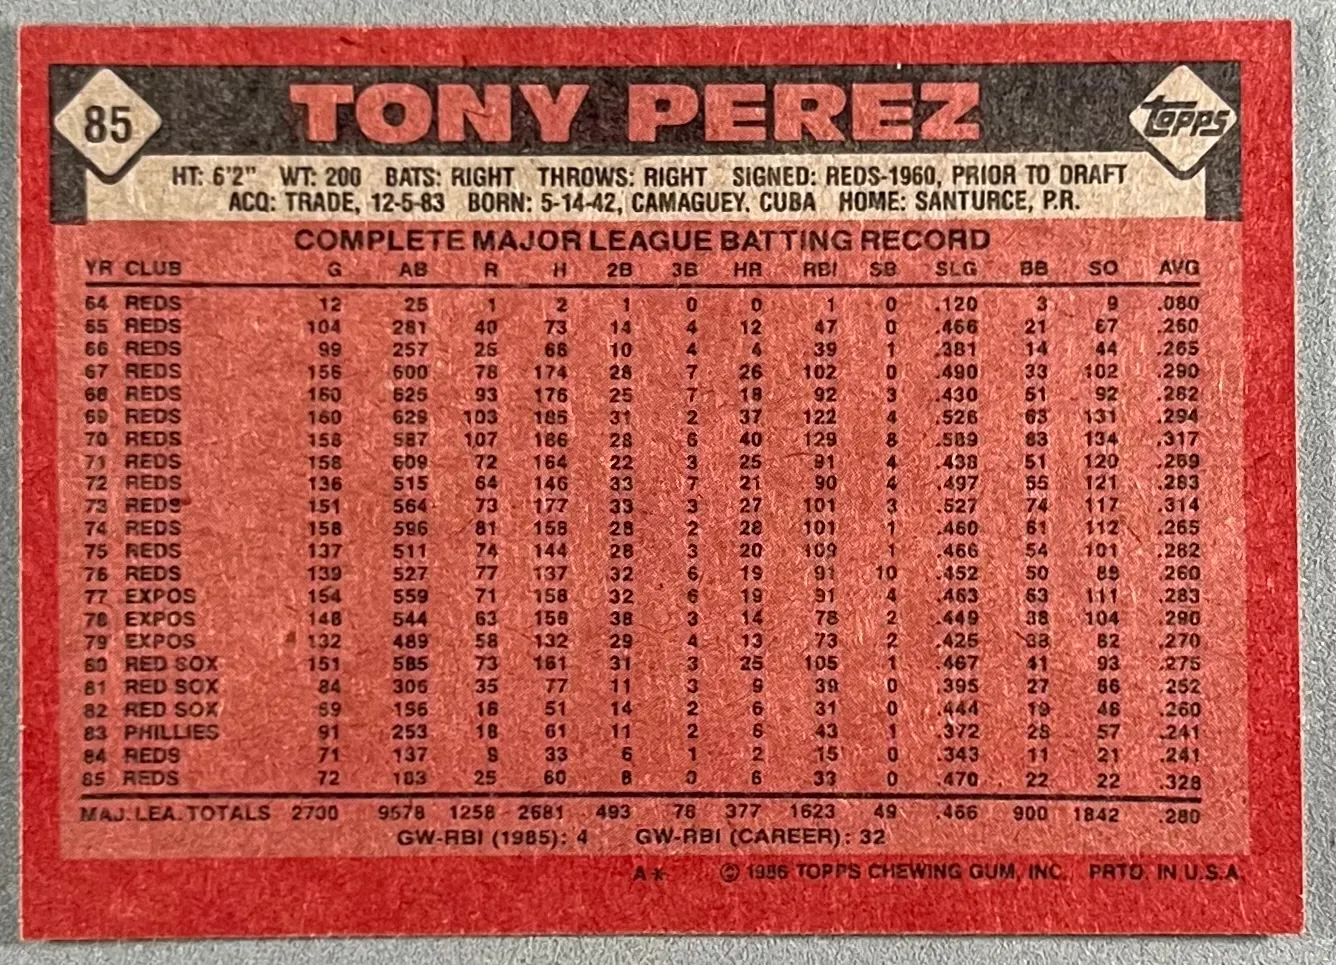 85
TONY PEREZ
TOPPS
HT: 6'2" WT: 200 BATS: RIGHT THROWS: RIGHT SIGNED: REDS-1960, PRIOR TO DRAFT
ACQ: TRADE, 12-5-83 BORN: 5-14-42, CAMAGUEY, CUBA HOME: SANTURCE, P.R.
COMPLETE MAJOR LEAGUE BATTING RECORD
YR CLUB G AB R H 2B 3B HR RBI SB SLG BB SO AVG
64 REDS 12 25 1 2 1 0 0 1 0 .120 3 9 .080
65 REDS 104 281 40 73 14 4 12 47 0 .466 21 67 .260
66 REDS 99 257 25 68 10 4 4 39 1 .381 14 44 .265
67 REDS 156 600 78 174 28 7 26 102 0 .490 33 102 .290
68 REDS 160 625 93 176 25 7 18 92 3 .430 51 92 .282
69 REDS 160 629 103 185 31 2 37 122 4 .526 63 131 .294
70 REDS 158 587 107 186 28 6 40 129 8 .589 83 134 .317
71 REDS 158 609 72 164 22 3 25 91 4 .438 51 120 .269
72 REDS 136 515 64 146 33 7 21 90 4 .497 55 121 .283
73 REDS 151 564 73 177 33 3 27 101 3 .527 74 117 .314
74 REDS 158 596 81 158 28 2 28 101 1 .460 61 112 .265
75 REDS 137 511 74 144 28 3 20 109 1 .466 54 101 .282
76 REDS 139 527 77 137 32 6 19 91 10 .452 50 88 .260
77 EXPOS 154 559 71 158 32 6 19 91 4 .463 63 111 .283
78 EXPOS 148 544 63 158 38 3 14 78 2 .449 38 104 .290
79 EXPOS 132 489 58 132 29 4 13 73 2 .425 38 82 .270
80 RED SOX 151 585 73 161 31 3 25 105 1 .467 41 93 .275
81 RED SOX 84 306 35 77 11 3 9 39 0 .395 27 66 .252
82 RED SOX 69 196 18 51 14 2 6 31 0 .444 19 48 .260
83 PHILLIES 91 253 18 61 11 2 6 43 1 .372 28 57 .241
84 REDS 71 137 9 33 6 1 2 15 0 .343 11 21 .241
85 REDS 72 183 25 60 8 0 6 33 0 .470 22 22 .328
MAJ. LEA. TOTALS 2700 9578 1258 2681 493 78 377 1623 49 .466 900 1842 .280
GW-RBI (1985): 4 GW-RBI (CAREER): 32
A* © 1986 TOPPS CHEWING GUM, INC. PRTD. IN U.S.A.